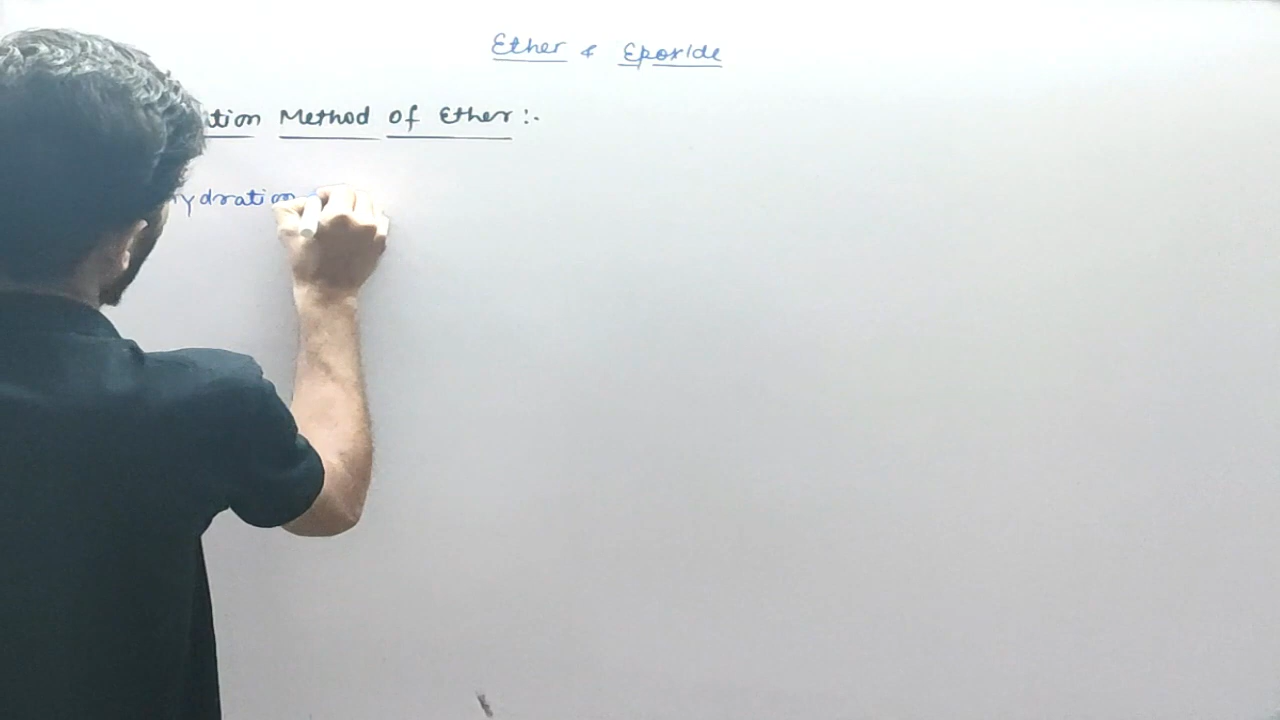 Ether & Epoxide
tion Method of Ether :-
ydration